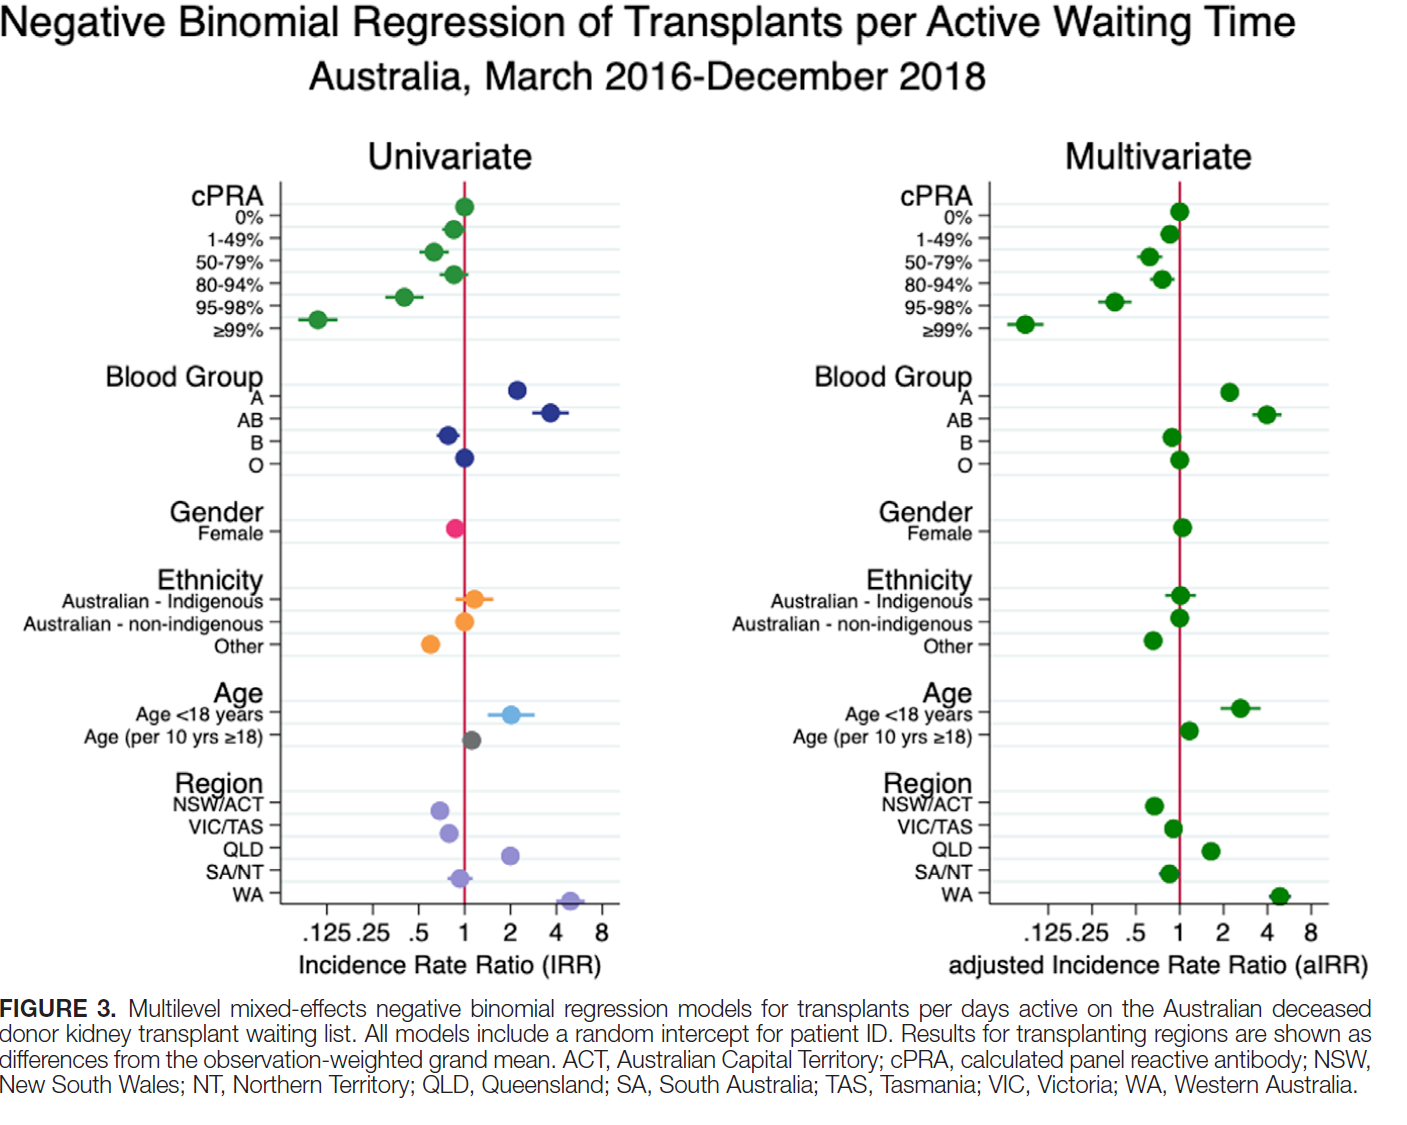 Negative Binomial Regression of Transplants per Active Waiting Time
Australia, March 2016-December 2018
Univariate
cPRA
0%
1-49%
50-79%
80-94%
95-98%
≥99%
Blood Group
A
AB
B
O
Gender
Female
Ethnicity
Australian - Indigenous
Australian - non-indigenous
Other
Age
Age <18 years
Age (per 10 yrs ≥18)
Region
NSW/ACT
VIC/TAS
QLD
SA/NT
WA
.125 .25 .5 1 2 4 8
Incidence Rate Ratio (IRR)
Multivariate
cPRA
0%
1-49%
50-79%
80-94%
95-98%
≥99%
Blood Group
A
AB
B
O
Gender
Female
Ethnicity
Australian - Indigenous
Australian - non-indigenous
Other
Age
Age <18 years
Age (per 10 yrs ≥18)
Region
NSW/ACT
VIC/TAS
QLD
SA/NT
WA
.125 .25 .5 1 2 4 8
adjusted Incidence Rate Ratio (aIRR)
FIGURE 3. Multilevel mixed-effects negative binomial regression models for transplants per days active on the Australian deceased
donor kidney transplant waiting list. All models include a random intercept for patient ID. Results for transplanting regions are shown as
differences from the observation-weighted grand mean. ACT, Australian Capital Territory; cPRA, calculated panel reactive antibody; NSW,
New South Wales; NT, Northern Territory; QLD, Queensland; SA, South Australia; TAS, Tasmania; VIC, Victoria; WA, Western Australia.